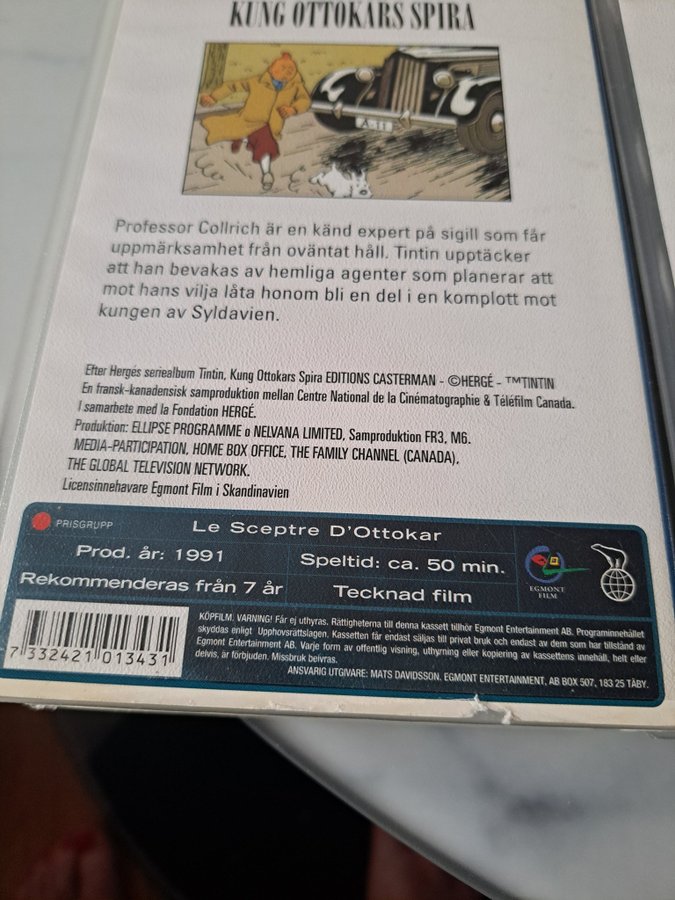 KUNG OTTOKARS SPIRA
A-11
Professor Collrich är en känd expert på sigill som får
uppmärksamhet från oväntat håll. Tintin upptäcker
att han bevakas av hemliga agenter som planerar att
mot hans vilja låta honom bli en del i en komplott mot
kungen av Syldavien.
Efter Hergés seriealbum Tintin, Kung Ottokars Spira EDITIONS CASTERMAN - ©HERGÉ - ™TINTIN
En fransk-kanadensisk samproduktion mellan Centre National de la Cinématographie & Téléfilm Canada.
I samarbete med la Fondation HERGÉ.
Produktion: ELLIPSE PROGRAMME o NELVANA LIMITED, Samproduktion FR3, M6.
MEDIA-PARTICIPATION, HOME BOX OFFICE, THE FAMILY CHANNEL (CANADA),
THE GLOBAL TELEVISION NETWORK.
Licensinnehavare Egmont Film i Skandinavien
PRISGRUPP
Le Sceptre D'Ottokar
Prod. år: 1991
Speltid: ca. 50 min.
Rekommenderas från 7 år
Tecknad film
EGMONT
FILM
7 332421 013431
KÖPFILM. VARNING! Får ej uthyras. Rättigheterna till denna kassett tillhör Egmont Entertainment AB. Programinnehållet
skyddas enligt Upphovsrättslagen. Kassetten får endast säljas till privat bruk och endast av dem som har tillstånd av
Egmont Entertainment AB. Varje form av offentlig visning, uthyrning eller kopiering av kassettens innehåll, helt eller
delvis, är förbjuden. Missbruk beivras.
ANSVARIG UTGIVARE: MATS DAVIDSSON. EGMONT ENTERTAINMENT, AB BOX 507, 183 25 TÄBY.